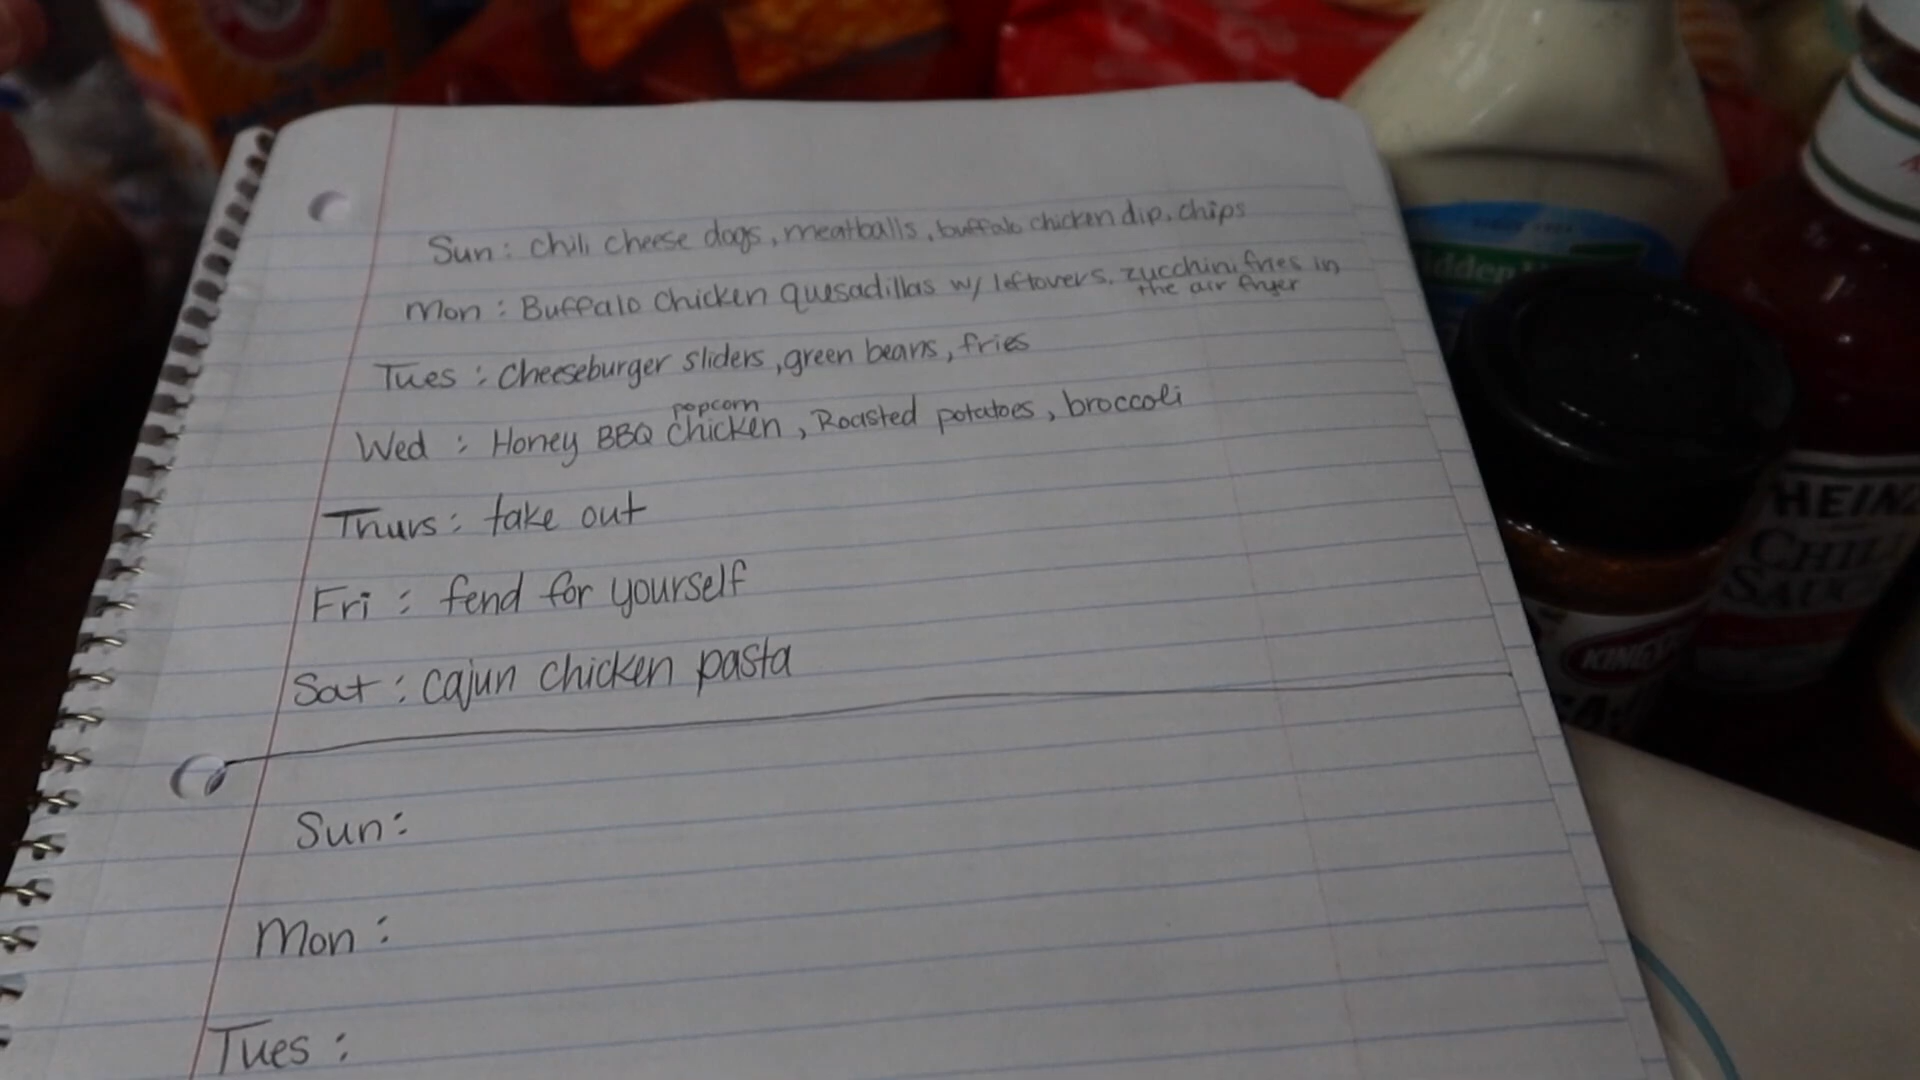 Sun: chili cheese dogs, meatballs, buffalo chicken dip, chips
Mon: Buffalo Chicken quesadillas w/ leftovers, zucchini fries in
the air fryer
Tues: Cheeseburger sliders, green beans, fries
popcorn
Wed: Honey BBQ chicken, Roasted potatoes, broccoli
Thurs: take out
Fri: fend for yourself
Sat: cajun chicken pasta
Sun:
Mon:
Tues:
HEINZ
CHILI
SAUCE